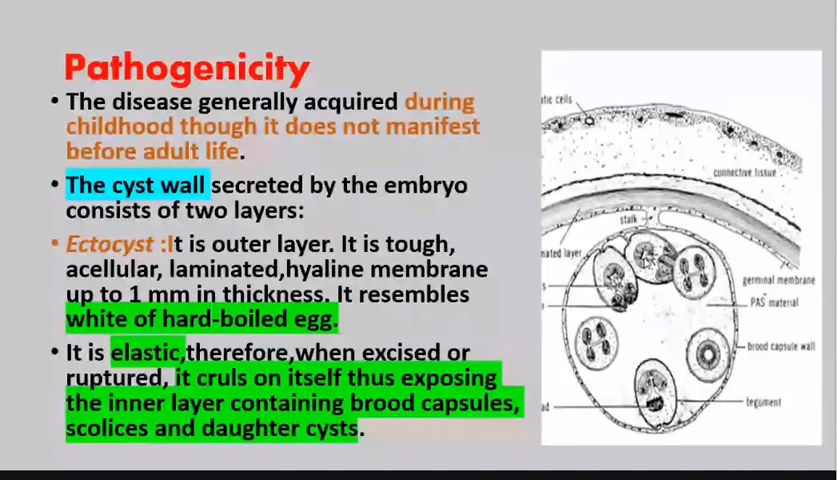 Pathogenicity
• The disease generally acquired during
childhood though it does not manifest
before adult life.
• The cyst wall secreted by the embryo
consists of two layers:
• Ectocyst :It is outer layer. It is tough,
acellular, laminated,hyaline membrane
up to 1 mm in thickness. It resembles
white of hard-boiled egg.
• It is elastic,therefore,when excised or
ruptured, it cruls on itself thus exposing
the inner layer containing brood capsules,
scolices and daughter cysts.
tic cells
connective tissue
stalk
nated layer
germinal membrane
PAS material
brood capsule wall
tegument